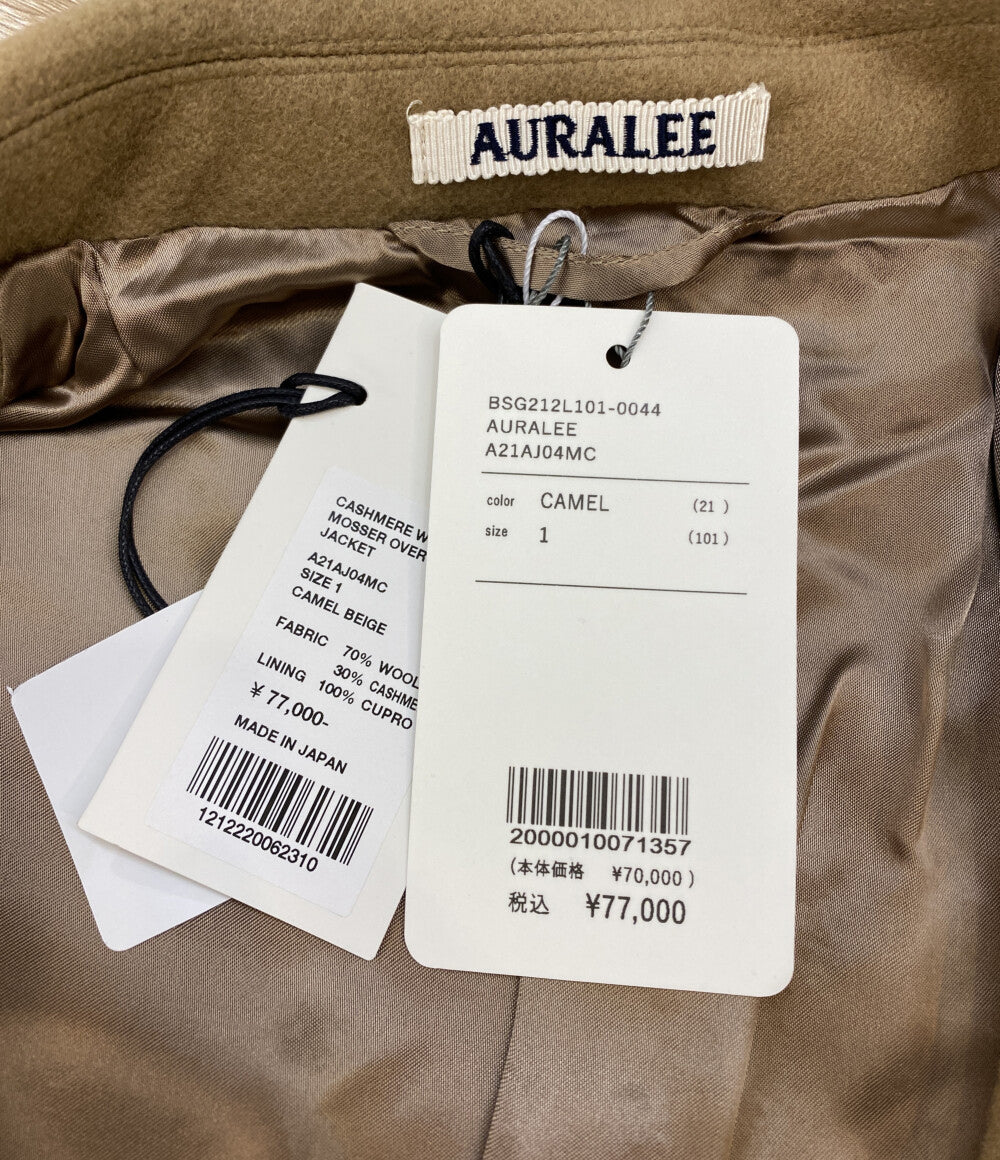 AURALEE
CASHMERE W
MOSSER OVER
JACKET
A21AJ04MC
SIZE 1
CAMEL BEIGE
FABRIC 70% WOOL
30% CASHME
LINING 100% CUPRO
¥ 77,000-
MADE IN JAPAN
1212220062310
BSG212L101-0044
AURALEE
A21AJ04MC
color CAMEL (21 )
size 1 (101)
2000010071357
(本体価格 ¥70,000 )
税込 ¥77,000